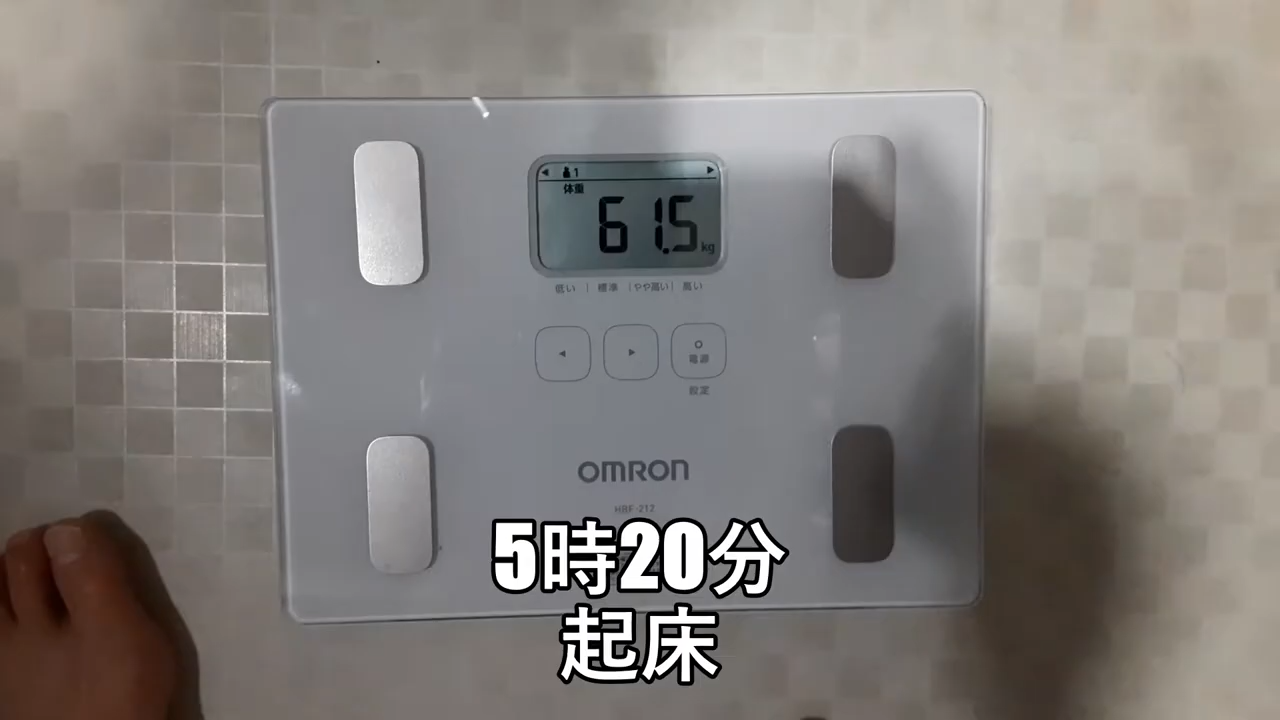 1
体重
61.5 kg
低い | 標準 | やや高い | 高い
電源
設定
OMRON
HBF-212
5時20分
起床